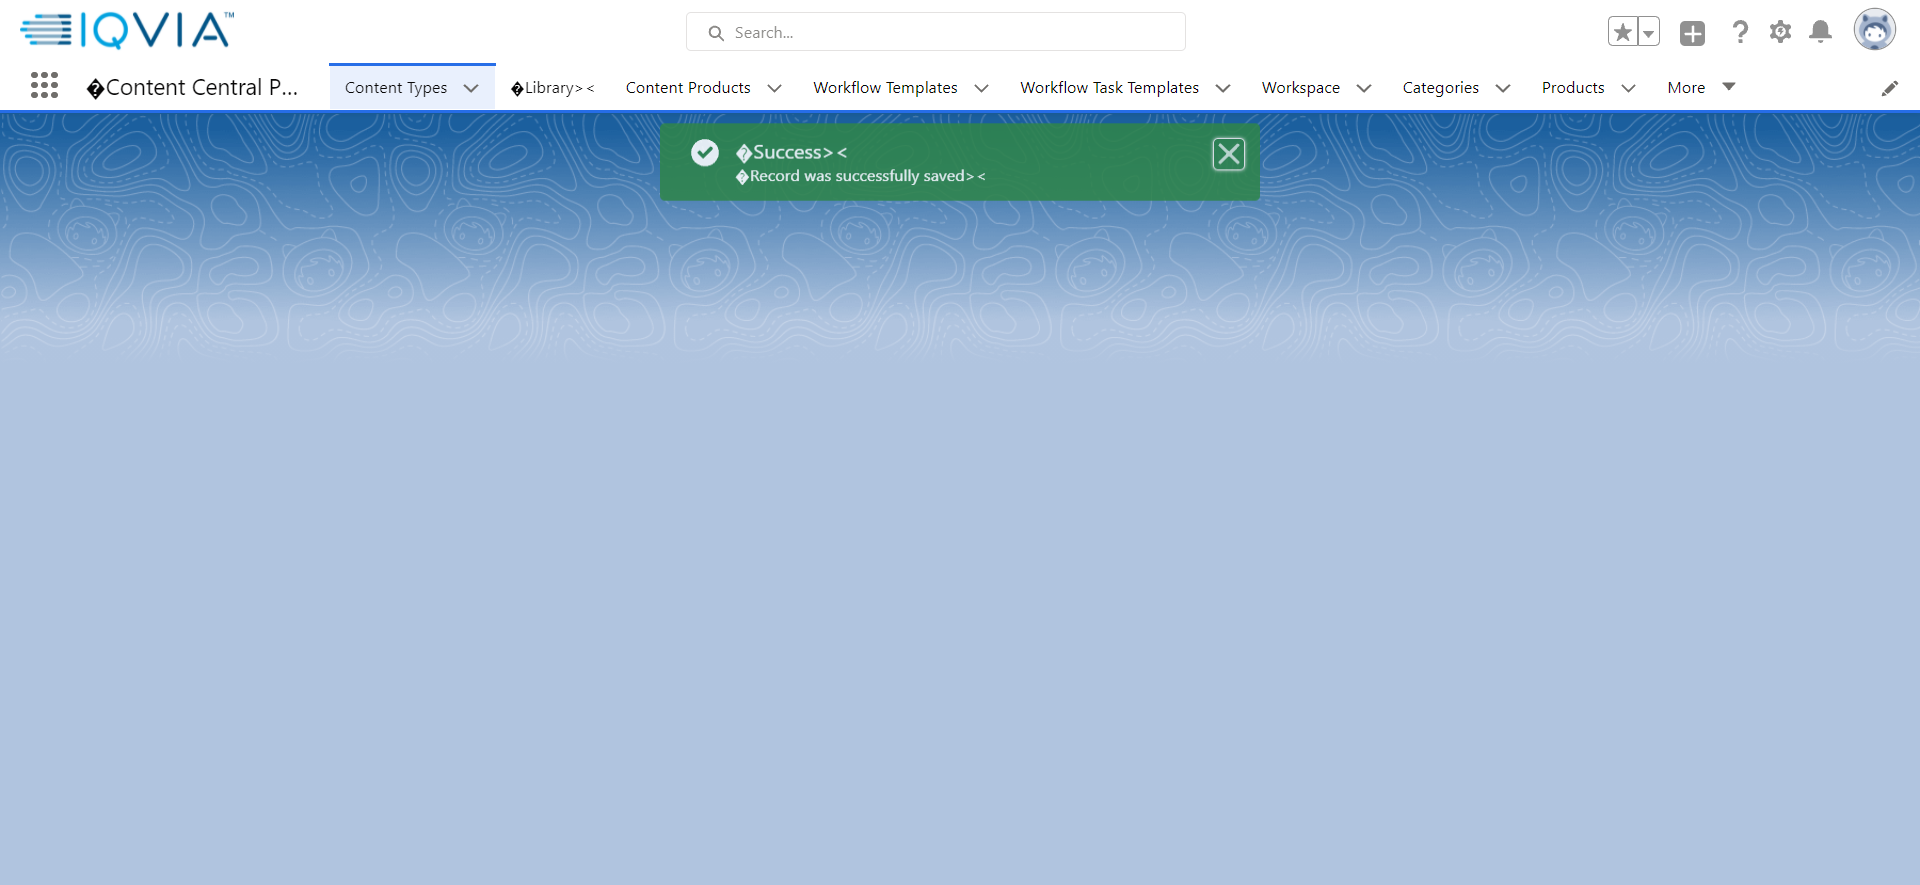 IQVIA™
Search...
�Content Central P...
Content Types
�Library> <
Content Products
Workflow Templates
Workflow Task Templates
Workspace
Categories
Products
More
�Success> <
�Record was successfully saved> <